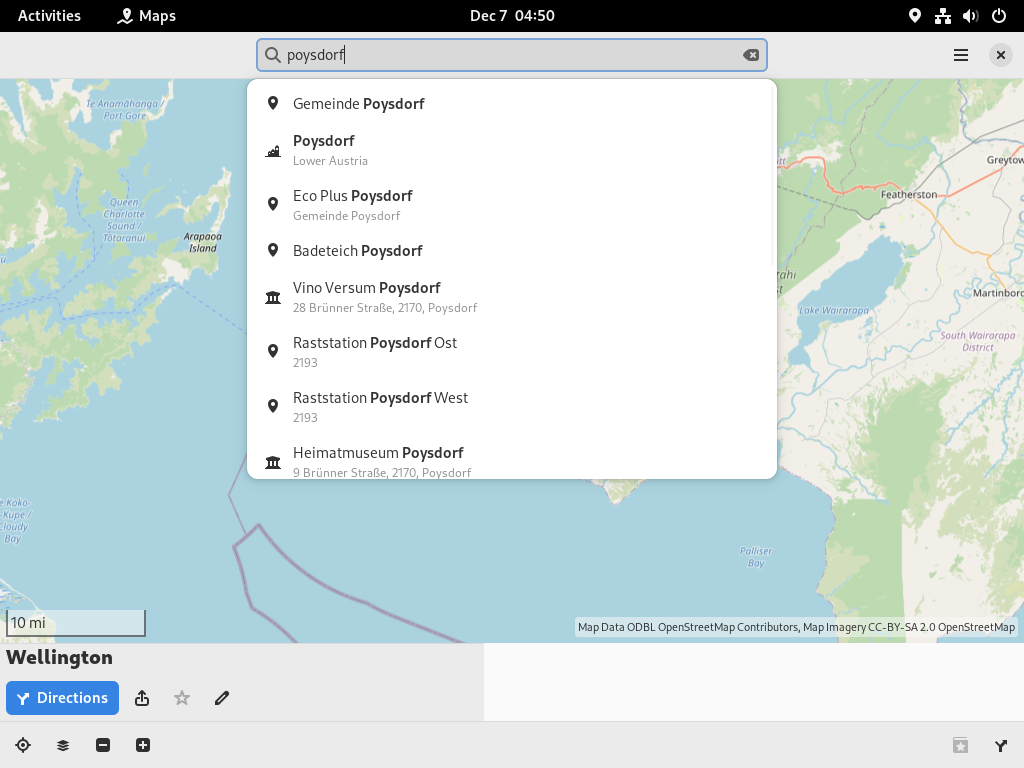 Activities
Maps
Dec 7 04:50
poysdorf
Gemeinde Poysdorf
Poysdorf
Lower Austria
Eco Plus Poysdorf
Gemeinde Poysdorf
Badeteich Poysdorf
Vino Versum Poysdorf
28 Brünner Straße, 2170, Poysdorf
Raststation Poysdorf Ost
2193
Raststation Poysdorf West
2193
Heimatmuseum Poysdorf
9 Brünner Straße, 2170, Poysdorf
Te Anamāhanga /
Port Gore
Queen
Charlotte
Sound /
Tōtaranui
Arapaoa
Island
Greytow
Featherston
Martinboro
Lake Wairarapa
South Wairarapa
District
e Koko-
-Kupe /
Cloudy
Bay
Palliser
Bay
10 mi
Map Data ODBL OpenStreetMap Contributors, Map Imagery CC-BY-SA 2.0 OpenStreetMap
Wellington
Directions